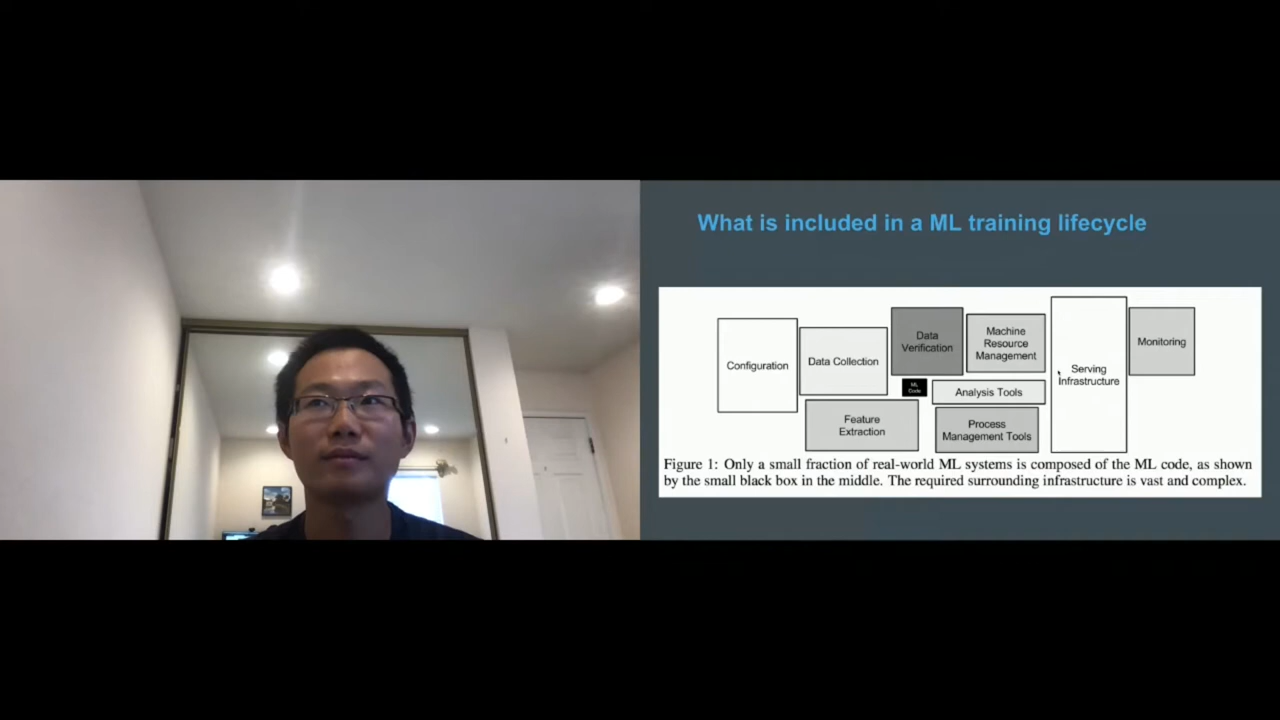 What is included in a ML training lifecycle
Configuration
Data Collection
Data
Verification
Machine
Resource
Management
Serving
Infrastructure
Monitoring
ML
Code
Analysis Tools
Feature
Extraction
Process
Management Tools
Figure 1: Only a small fraction of real-world ML systems is composed of the ML code, as shown
by the small black box in the middle. The required surrounding infrastructure is vast and complex.